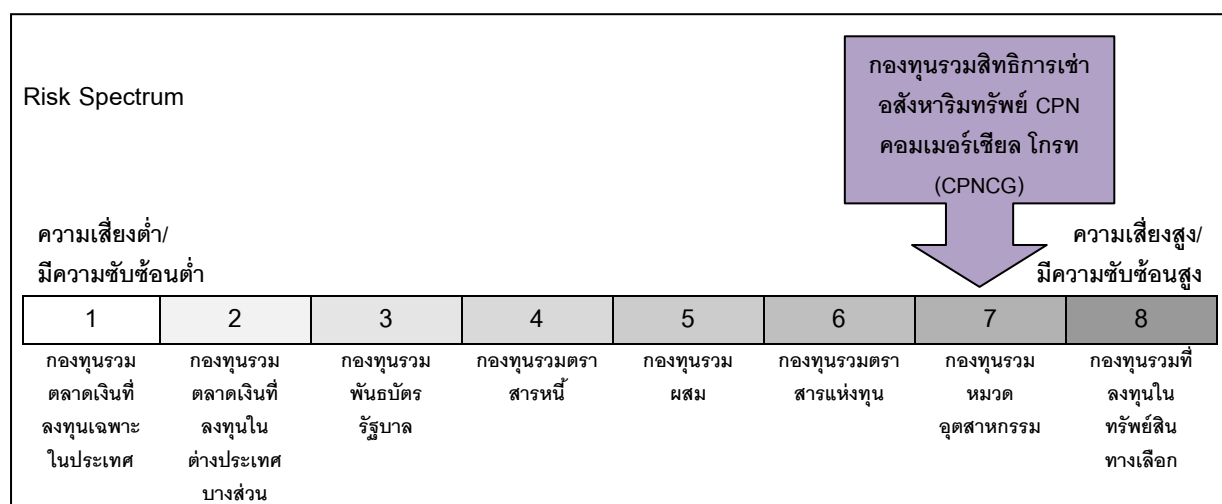 กองทุนรวมสิทธิการเช่า
อสังหาริมทรัพย์ CPN
คอมเมอร์เชียล โกรท
(CPNCG)
Risk Spectrum
ความเสี่ยงต่ำ/
มีความซับซ้อนต่ำ
ความเสี่ยงสูง/
มีความซับซ้อนสูง
1 2 3 4 5 6 7 8
กองทุนรวม
ตลาดเงินที่
ลงทุนเฉพาะ
ในประเทศ
กองทุนรวม
ตลาดเงินที่
ลงทุนใน
ต่างประเทศ
บางส่วน
กองทุนรวม
พันธบัตร
รัฐบาล
กองทุนรวมตรา
สารหนี้
กองทุนรวม
ผสม
กองทุนรวมตรา
สารแห่งทุน
กองทุนรวม
หมวด
อุตสาหกรรม
กองทุนรวมที่
ลงทุนใน
ทรัพย์สิน
ทางเลือก